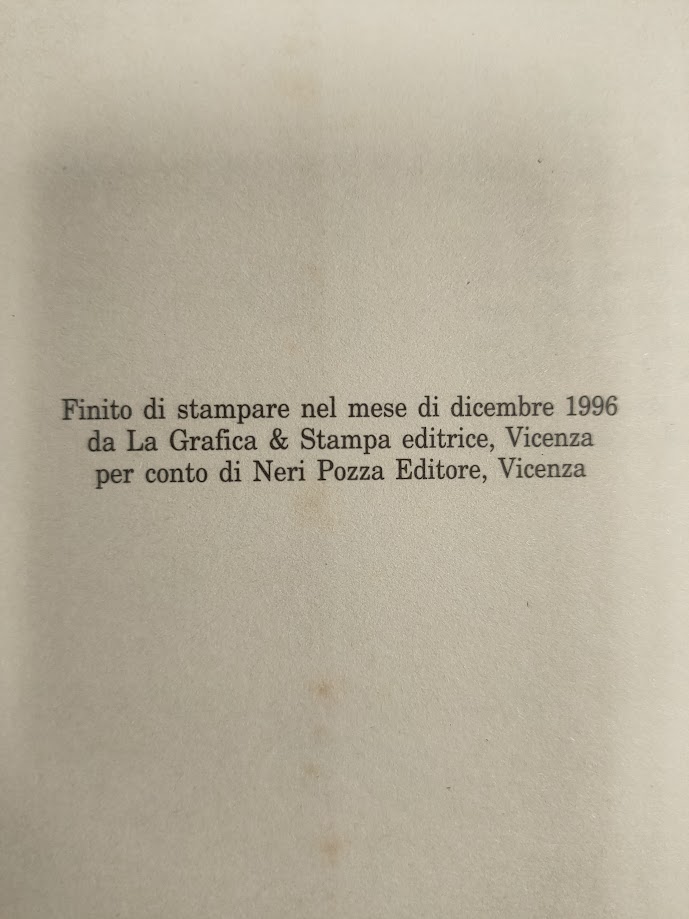 Finito di stampare nel mese di dicembre 1996
da La Grafica & Stampa editrice, Vicenza
per conto di Neri Pozza Editore, Vicenza